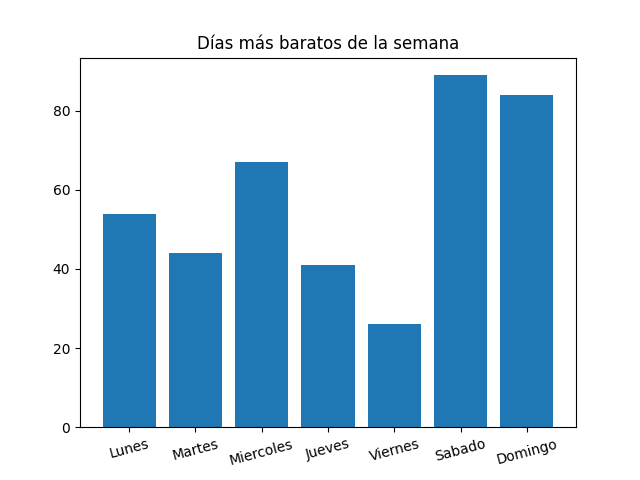 Días más baratos de la semana
80
60
40
20
0
Lunes
Martes
Miercoles
Jueves
Viernes
Sabado
Domingo